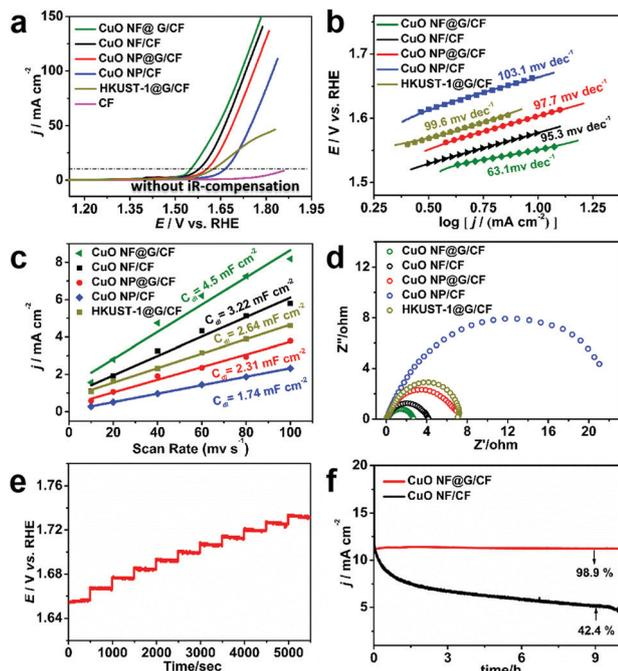 a
CuO NF@ G/CF
CuO NF/CF
CuO NP@G/CF
CuO NP/CF
HKUST-1@G/CF
CF
without iR-compensation
j / mA cm⁻²
150
100
50
0
1.20
1.35
1.50
1.65
1.80
1.95
E / V vs. RHE
b
CuO NF@G/CF
CuO NF/CF
CuO NP@G/CF
CuO NP/CF
HKUST-1@G/CF
103.1 mv dec⁻¹
99.6 mv dec⁻¹
97.7 mv dec⁻¹
95.3 mv dec⁻¹
63.1mv dec⁻¹
E / V vs. RHE
1.7
1.6
1.5
0.25
0.50
0.75
1.00
1.25
log [ j / (mA cm⁻²) ]
c
CuO NF@G/CF
CuO NF/CF
CuO NP@G/CF
CuO NP/CF
HKUST-1@G/CF
C_dl = 4.5 mF cm⁻²
C_dl = 3.22 mF cm⁻²
C_dl = 2.64 mF cm⁻²
C_dl = 2.31 mF cm⁻²
C_dl = 1.74 mF cm⁻²
j / mA cm⁻²
10
8
6
4
2
0
20
40
60
80
100
Scan Rate (mv s⁻¹)
d
CuO NF@G/CF
CuO NF/CF
CuO NP@G/CF
CuO NP/CF
HKUST-1@G/CF
Z''/ohm
12
8
4
0
0
4
8
12
16
20
Z'/ohm
e
E / V vs. RHE
1.76
1.72
1.68
1.64
0
1000
2000
3000
4000
5000
Time/sec
f
CuO NF@G/CF
CuO NF/CF
98.9 %
42.4 %
j / mA cm⁻²
20
15
10
5
0
3
6
9
time/h